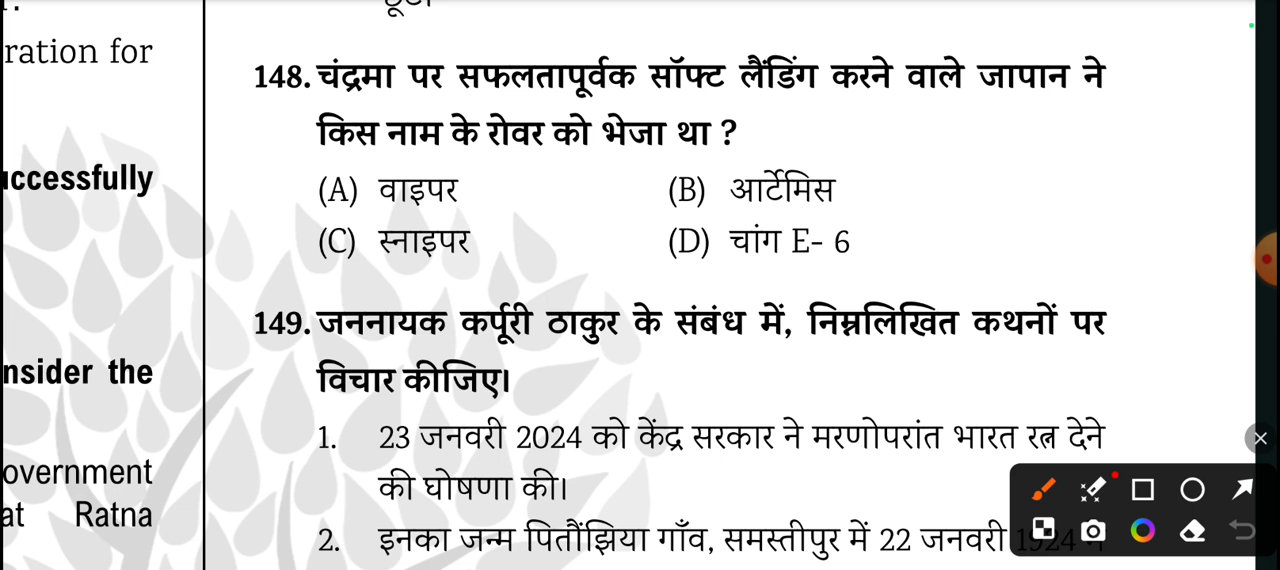 ration for
148. चंद्रमा पर सफलतापूर्वक सॉफ्ट लैंडिंग करने वाले जापान ने
किस नाम के रोवर को भेजा था ?
uccessfully
(A) वाइपर (B) आर्टेमिस
(C) स्नाइपर (D) चांग E- 6
149. जननायक कर्पूरी ठाकुर के संबंध में, निम्नलिखित कथनों पर
nsider the
विचार कीजिए।
1. 23 जनवरी 2024 को केंद्र सरकार ने मरणोपरांत भारत रत्न देने
overnment
की घोषणा की।
at Ratna
2. इनका जन्म पितौंझिया गाँव, समस्तीपुर में 22 जनवरी 1924 में